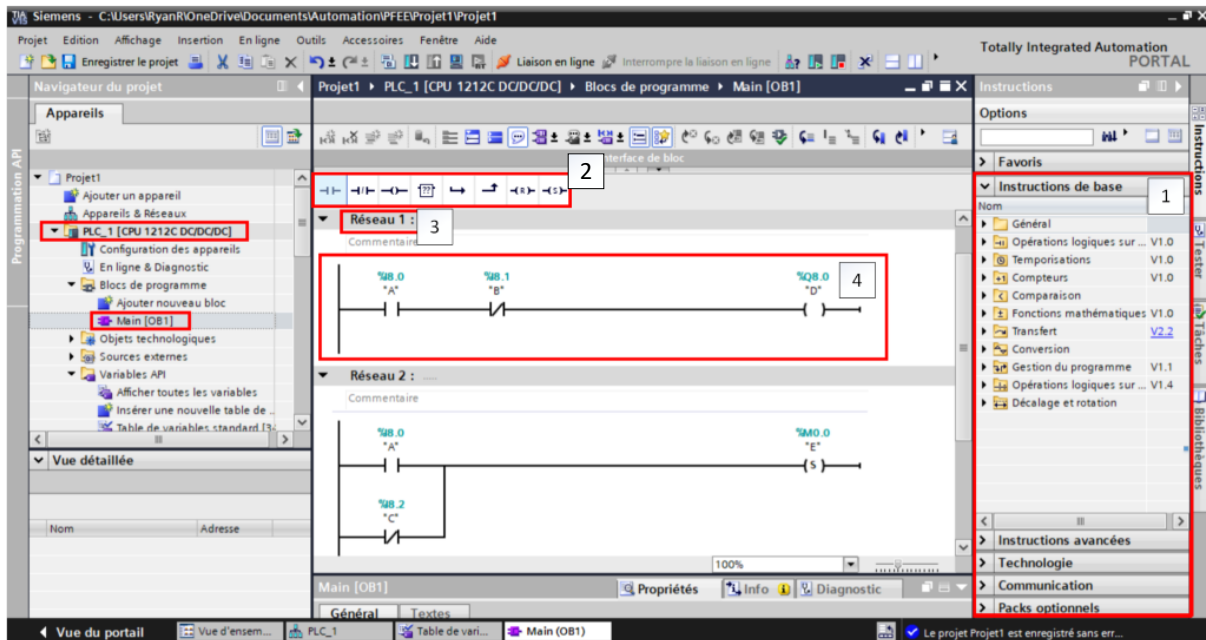 Siemens - C:\Users\RyanR\OneDrive\Documents\Automation\PFEE\Projet1\Projet1
Projet Edition Affichage Insertion En ligne Outils Accessoires Fenêtre Aide
Totally Integrated Automation
PORTAL
Enregistrer le projet
Liaison en ligne
Interrompre la liaison en ligne
Navigateur du projet
Appareils
Programmation API
Projet1
Ajouter un appareil
Appareils & Réseaux
PLC_1 [CPU 1212C DC/DC/DC]
Configuration des appareils
En ligne & Diagnostic
Blocs de programme
Ajouter nouveau bloc
Main [OB1]
Objets technologiques
Sources externes
Variables API
Afficher toutes les variables
Insérer une nouvelle table de ..
Table de variables standard [3-
Vue détaillée
Nom Adresse
Projet1 PLC_1 [CPU 1212C DC/DC/DC] Blocs de programme Main [OB1]
nterface de bloc
2
Réseau 1 :
3
Commentaire
%I8.0 %I8.1 %Q8.0
"A" "B" "D"
4
Réseau 2 : .....
Commentaire
%I8.0 %M0.0
"A" "E"
S
%I8.2
"C"
100%
Main [OB1]
Propriétés Info Diagnostic
Général Textes
Instructions
Options
Favoris
Instructions de base
Nom
1
Général
Opérations logiques sur ... V1.0
Temporisations V1.0
Compteurs V1.0
Comparaison
Fonctions mathématiques V1.0
Transfert V2.2
Conversion
Gestion du programme V1.1
Opérations logiques sur ... V1.4
Décalage et rotation
Instructions avancées
Technologie
Communication
Packs optionnels
Instructions
Tester
Tâches
Bibliothèques
Vue du portail
Vue d'ensem...
PLC_1
Table de vari...
Main (OB1)
Le projet Projet1 est enregistré sans err...